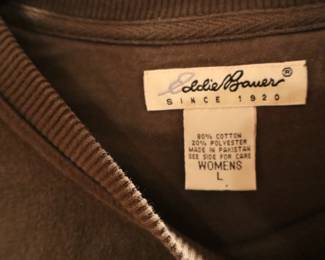 Eddie Bauer®
SINCE 1920
80% COTTON
20% POLYESTER
MADE IN PAKISTAN
SEE SIDE FOR CARE
WOMENS
L